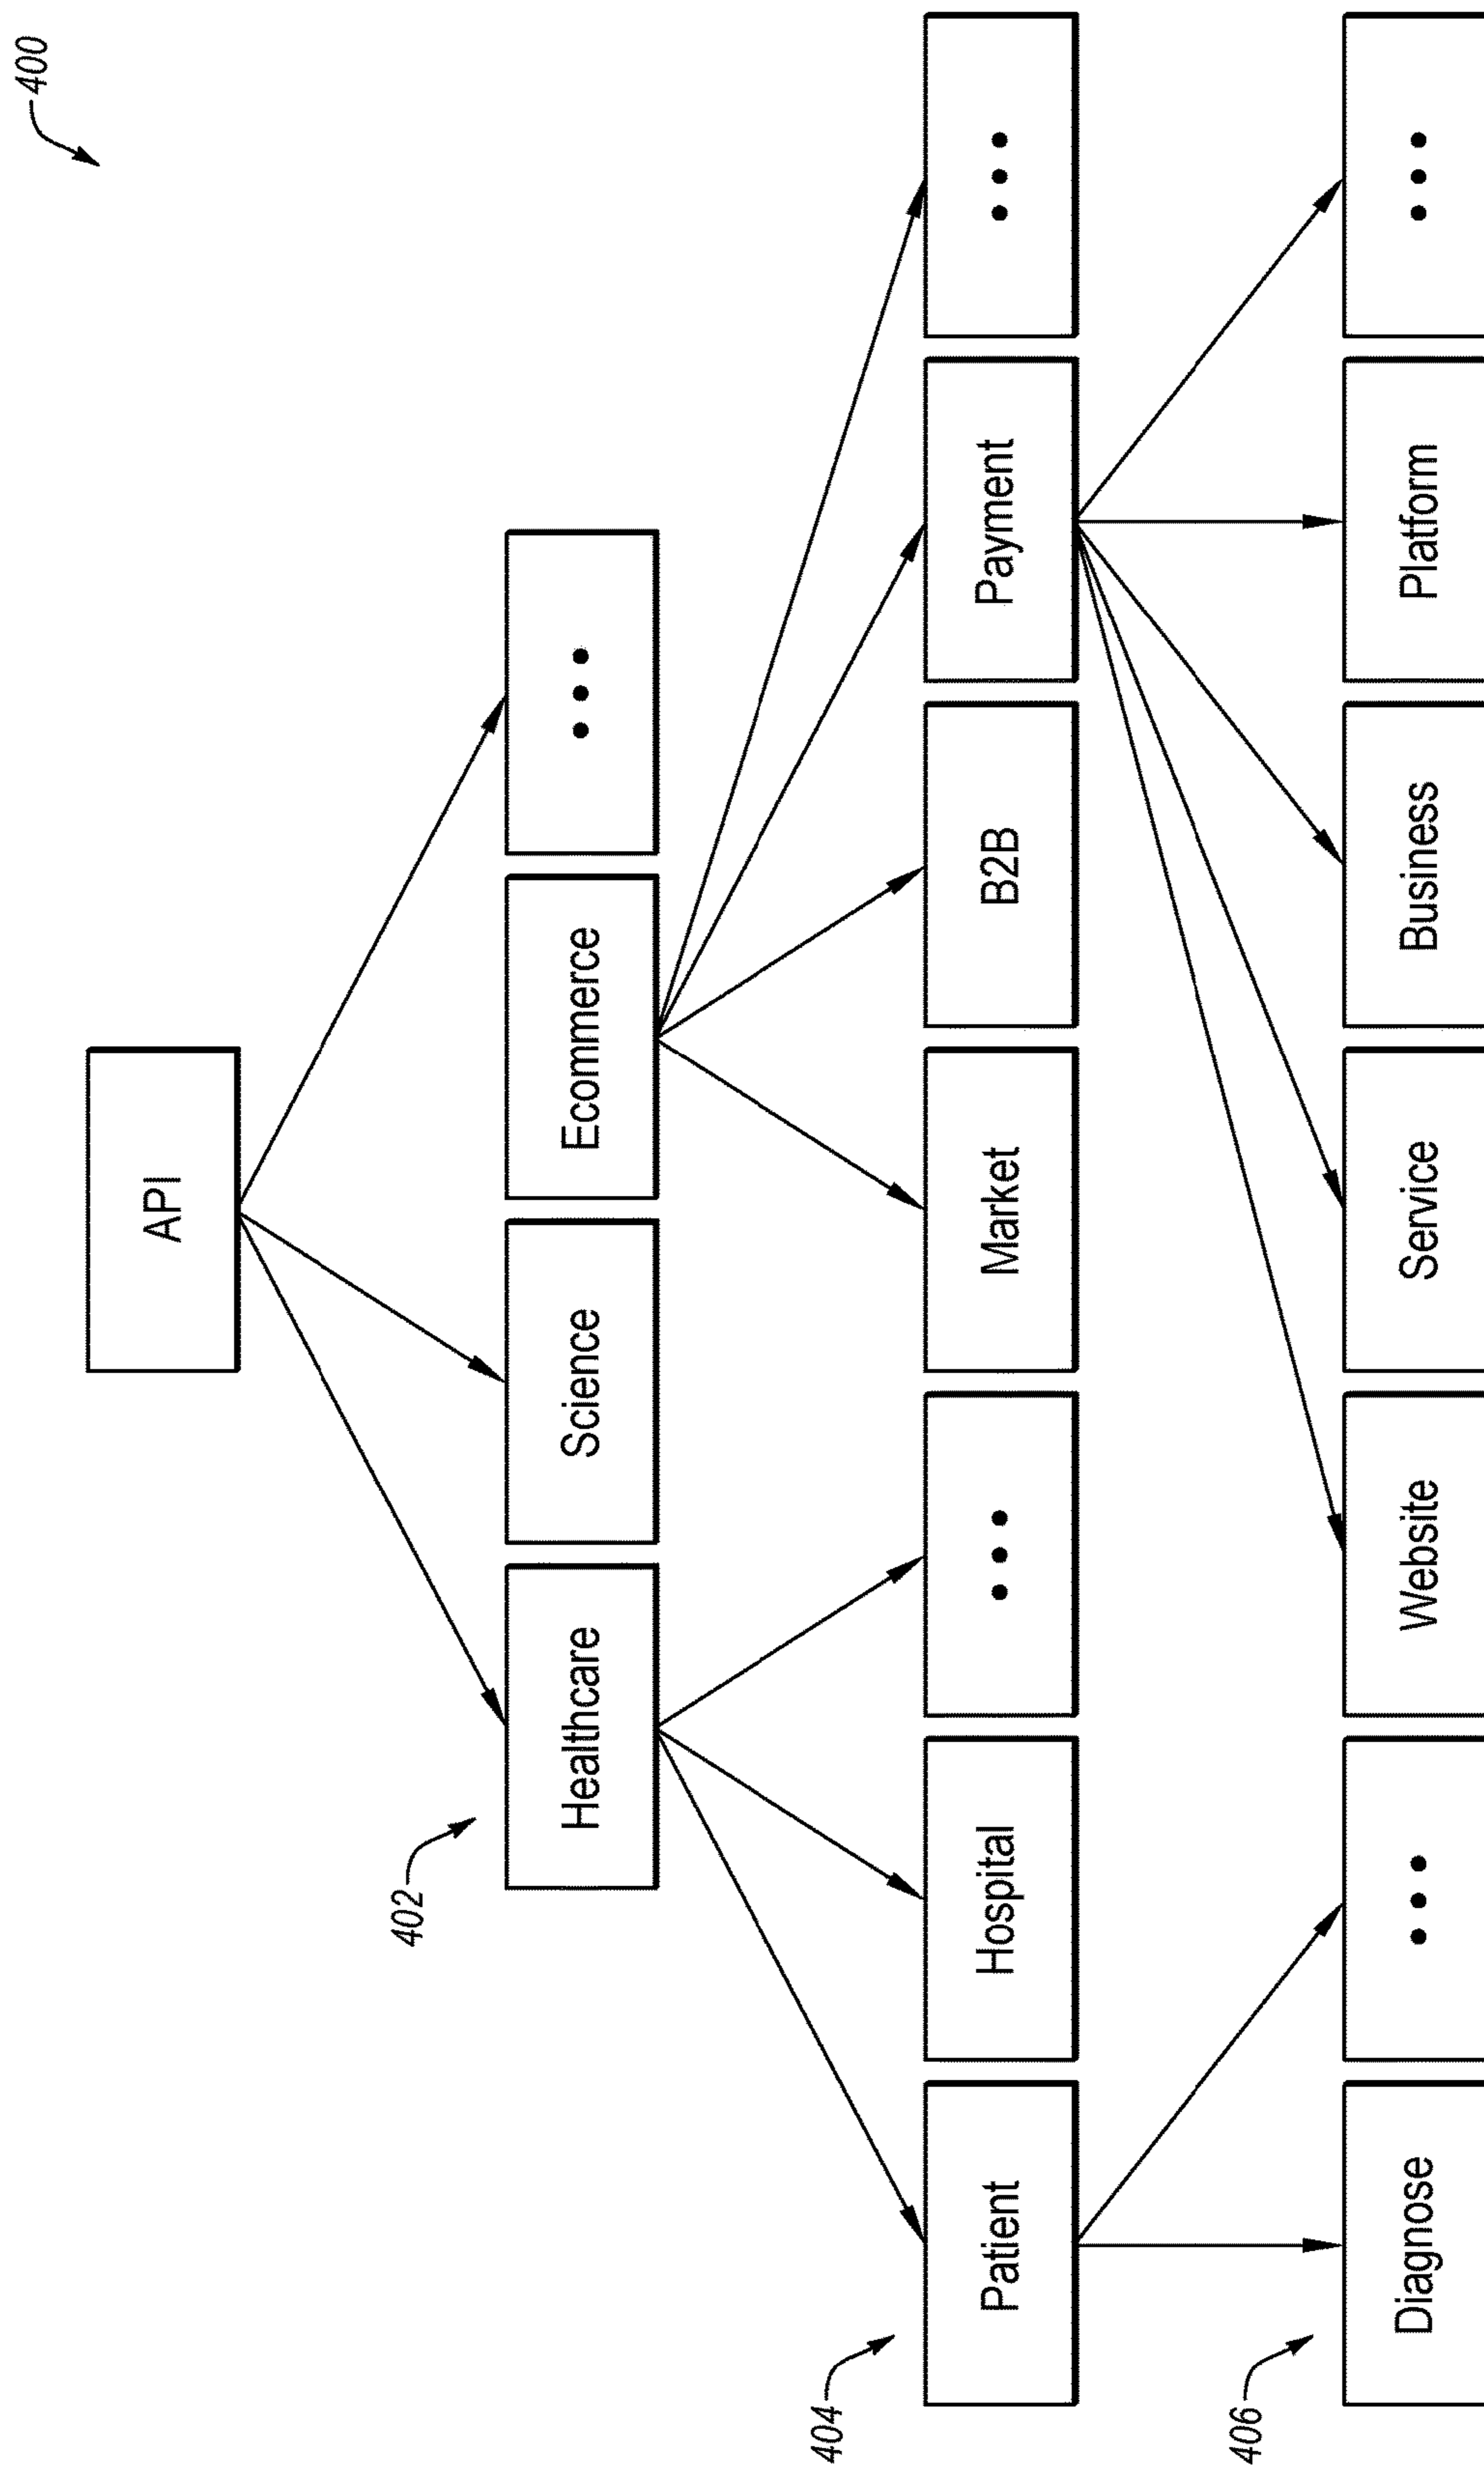 400
API
402
Healthcare
Science
Ecommerce
...
404
Patient
Hospital
...
Market
B2B
Payment
...
406
Diagnose
...
Website
Service
Business
Platform
...